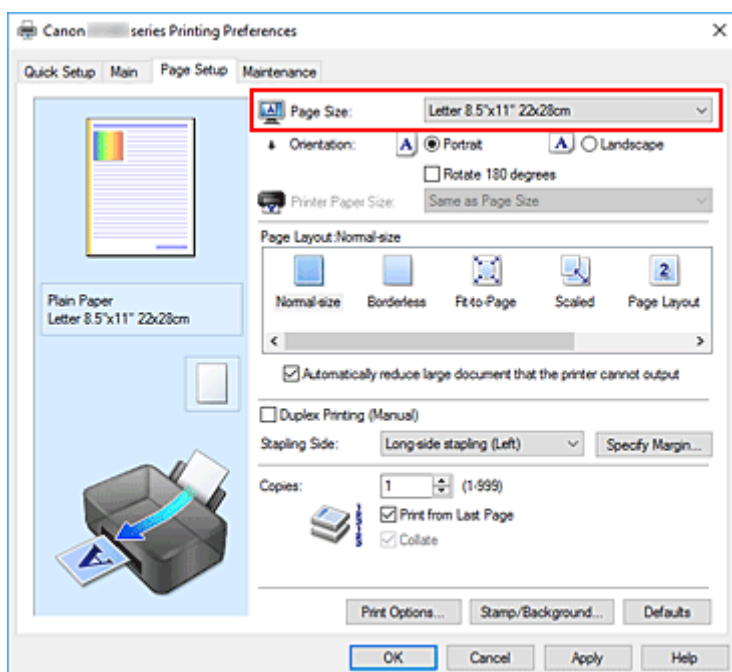 Canon series Printing Preferences
Quick Setup Main Page Setup Maintenance
Page Size: Letter 8.5"x11" 22x28cm
Orientation: A Portrait A Landscape
Rotate 180 degrees
Printer Paper Size: Same as Page Size
Page Layout:Normal-size
Normal-size Borderless Fit-to-Page Scaled Page Layout
Plain Paper
Letter 8.5"x11" 22x28cm
Automatically reduce large document that the printer cannot output
Duplex Printing (Manual)
Stapling Side: Long-side stapling (Left) Specify Margin...
Copies: 1 (1-999)
Print from Last Page
Collate
Print Options... Stamp/Background... Defaults
OK Cancel Apply Help